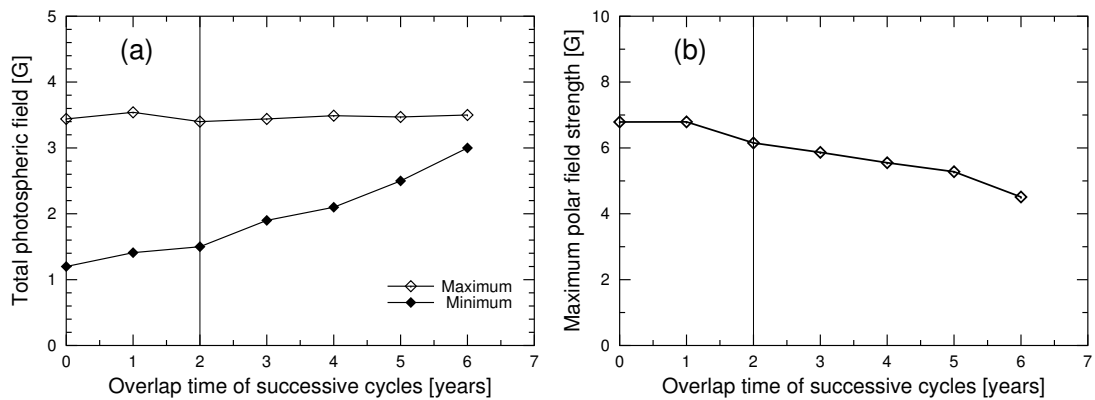 (a)
Total photospheric field [G]
5
4
3
2
1
0
Maximum
Minimum
0 1 2 3 4 5 6 7
Overlap time of successive cycles [years]
(b)
Maximum polar field strength [G]
10
8
6
4
2
0
0 1 2 3 4 5 6 7
Overlap time of successive cycles [years]